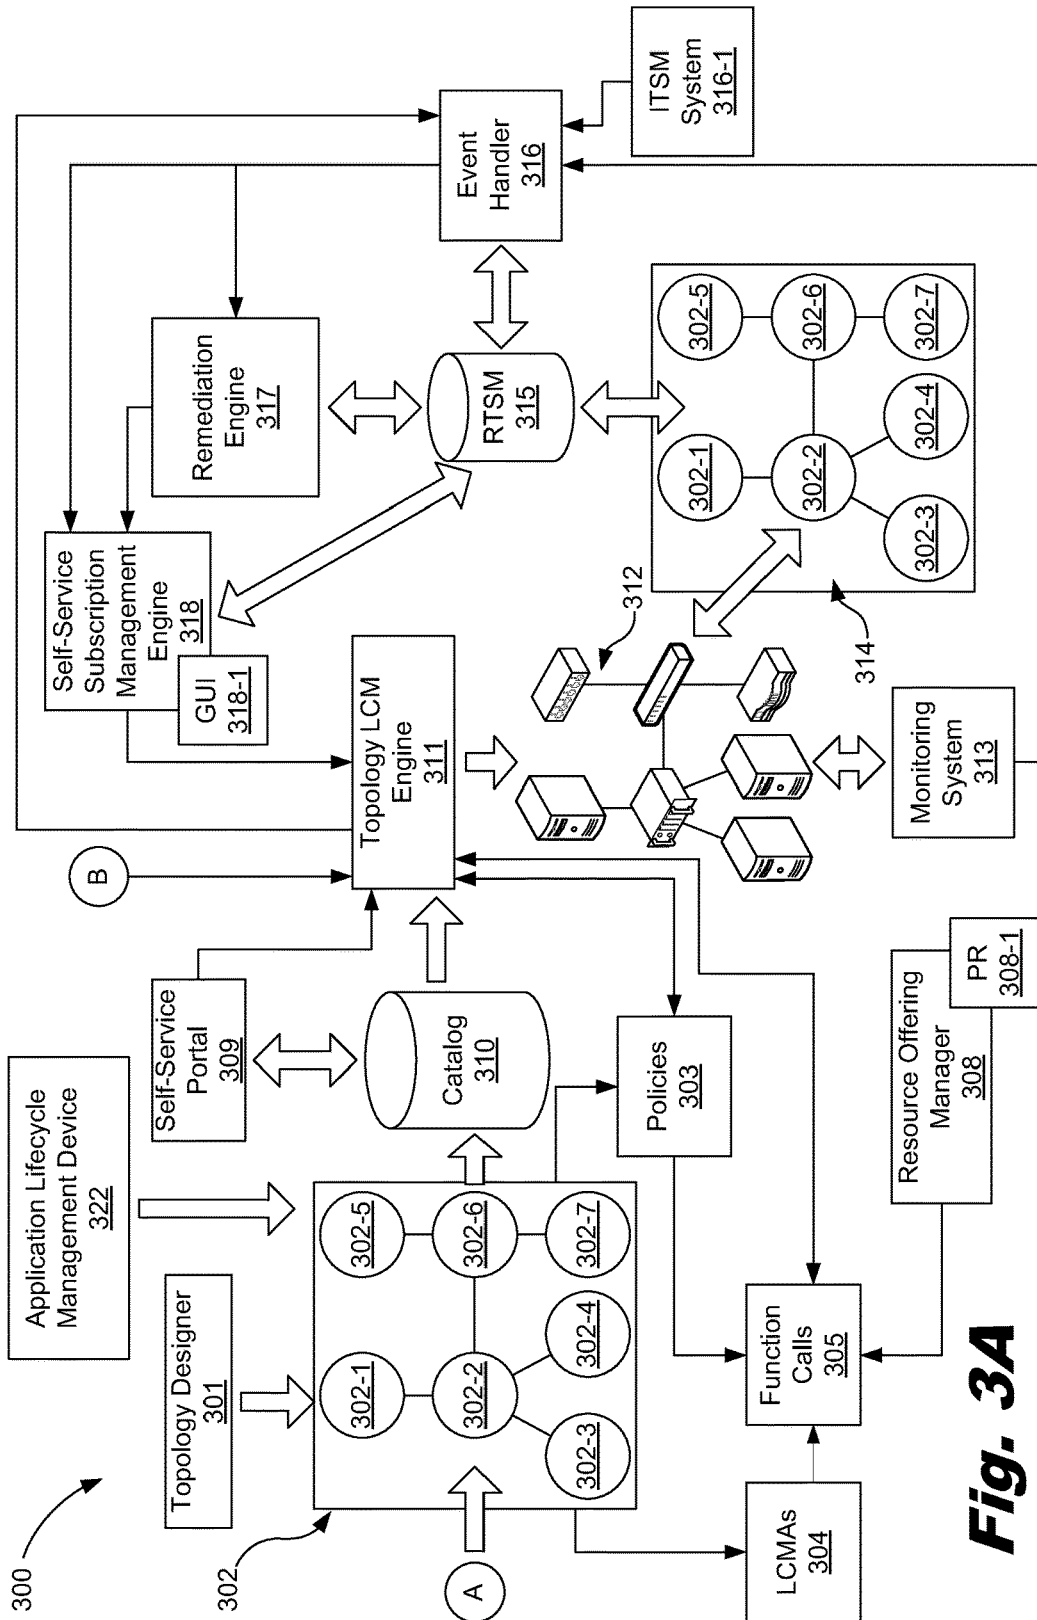 300
Application Lifecycle
Management Device
322
Topology Designer
301
302
A
302-1
302-2
302-3
302-4
302-5
302-6
302-7
LCMAs
304
Function
Calls
305
Policies
303
Resource Offering
Manager
308
PR
308-1
Self-Service
Portal
309
Catalog
310
B
Topology LCM
Engine
311
312
Monitoring
System
313
314
302-1
302-2
302-3
302-4
302-5
302-6
302-7
RTSM
315
Self-Service
Subscription
Management
Engine
318
GUI
318-1
Remediation
Engine
317
Event
Handler
316
ITSM
System
316-1
Fig. 3A